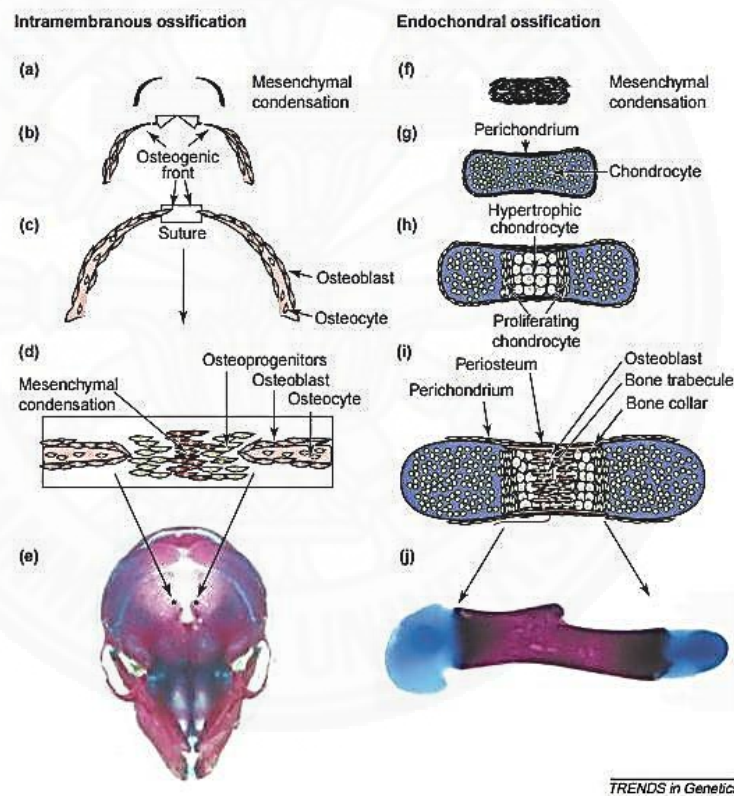 Intramembranous ossification
(a)
Mesenchymal
condensation
(b)
Osteogenic
front
(c)
Suture
Osteoblast
Osteocyte
(d)
Mesenchymal
condensation
Osteoprogenitors
Osteoblast
Osteocyte
(e)
Endochondral ossification
(f)
Mesenchymal
condensation
(g)
Perichondrium
Chondrocyte
(h)
Hypertrophic
chondrocyte
Proliferating
chondrocyte
(i)
Periosteum
Perichondrium
Osteoblast
Bone trabecule
Bone collar
(j)
TRENDS in Genetics